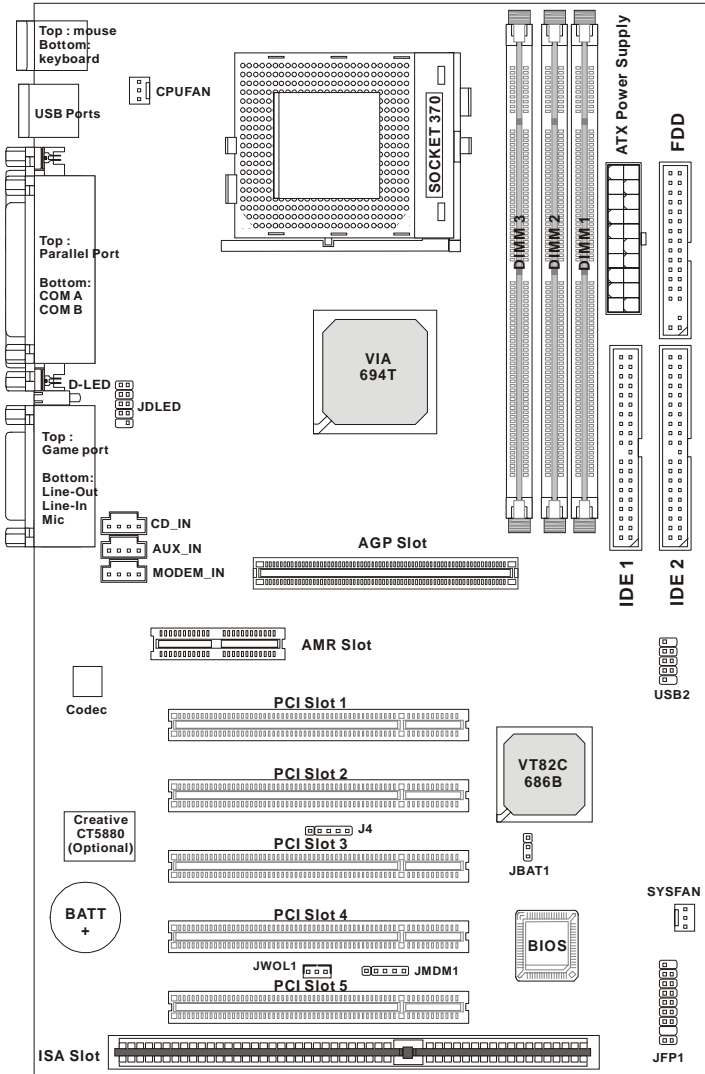 Top : mouse
Bottom:
keyboard
CPUFAN
USB Ports
SOCKET 370
DIMM 3
DIMM 2
DIMM 1
ATX Power Supply
FDD
Top :
Parallel Port
Bottom:
COM A
COM B
VIA
694T
D-LED
JDLED
Top :
Game port
Bottom:
Line-Out
Line-In
Mic
CD_IN
AUX_IN
MODEM_IN
AGP Slot
IDE 1
IDE 2
AMR Slot
USB2
Codec
PCI Slot 1
VT82C
686B
PCI Slot 2
Creative
CT5880
(Optional)
J4
PCI Slot 3
JBAT1
SYSFAN
BATT
+
PCI Slot 4
BIOS
JWOL1
JMDM1
PCI Slot 5
ISA Slot
JFP1